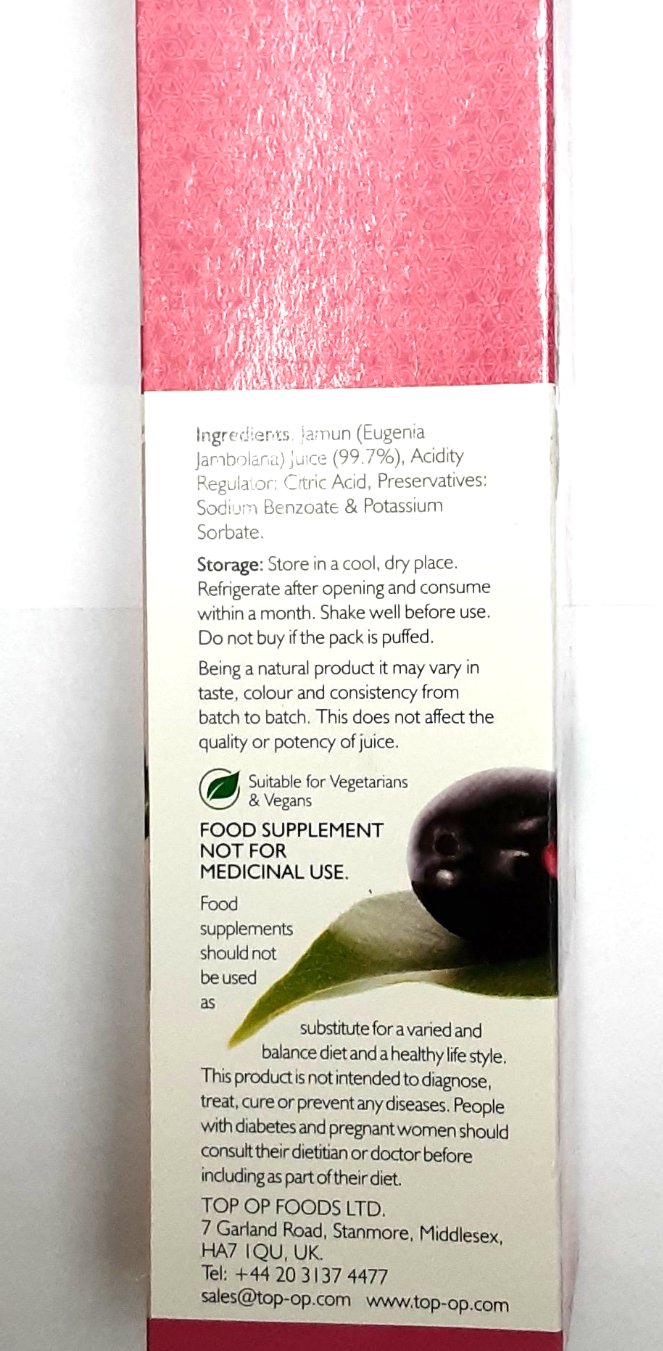 Ingredients: Jamun (Eugenia
Jambolana) Juice (99.7%), Acidity
Regulator: Citric Acid, Preservatives:
Sodium Benzoate & Potassium
Sorbate.
Storage: Store in a cool, dry place.
Refrigerate after opening and consume
within a month. Shake well before use.
Do not buy if the pack is puffed.
Being a natural product it may vary in
taste, colour and consistency from
batch to batch. This does not affect the
quality or potency of juice.
Suitable for Vegetarians
& Vegans
FOOD SUPPLEMENT
NOT FOR
MEDICINAL USE.
Food
supplements
should not
be used
as
substitute for a varied and
balance diet and a healthy life style.
This product is not intended to diagnose,
treat, cure or prevent any diseases. People
with diabetes and pregnant women should
consult their dietitian or doctor before
including as part of their diet.
TOP OP FOODS LTD.
7 Garland Road, Stanmore, Middlesex,
HA7 1QU, UK.
Tel: +44 20 3137 4477
sales@top-op.com www.top-op.com